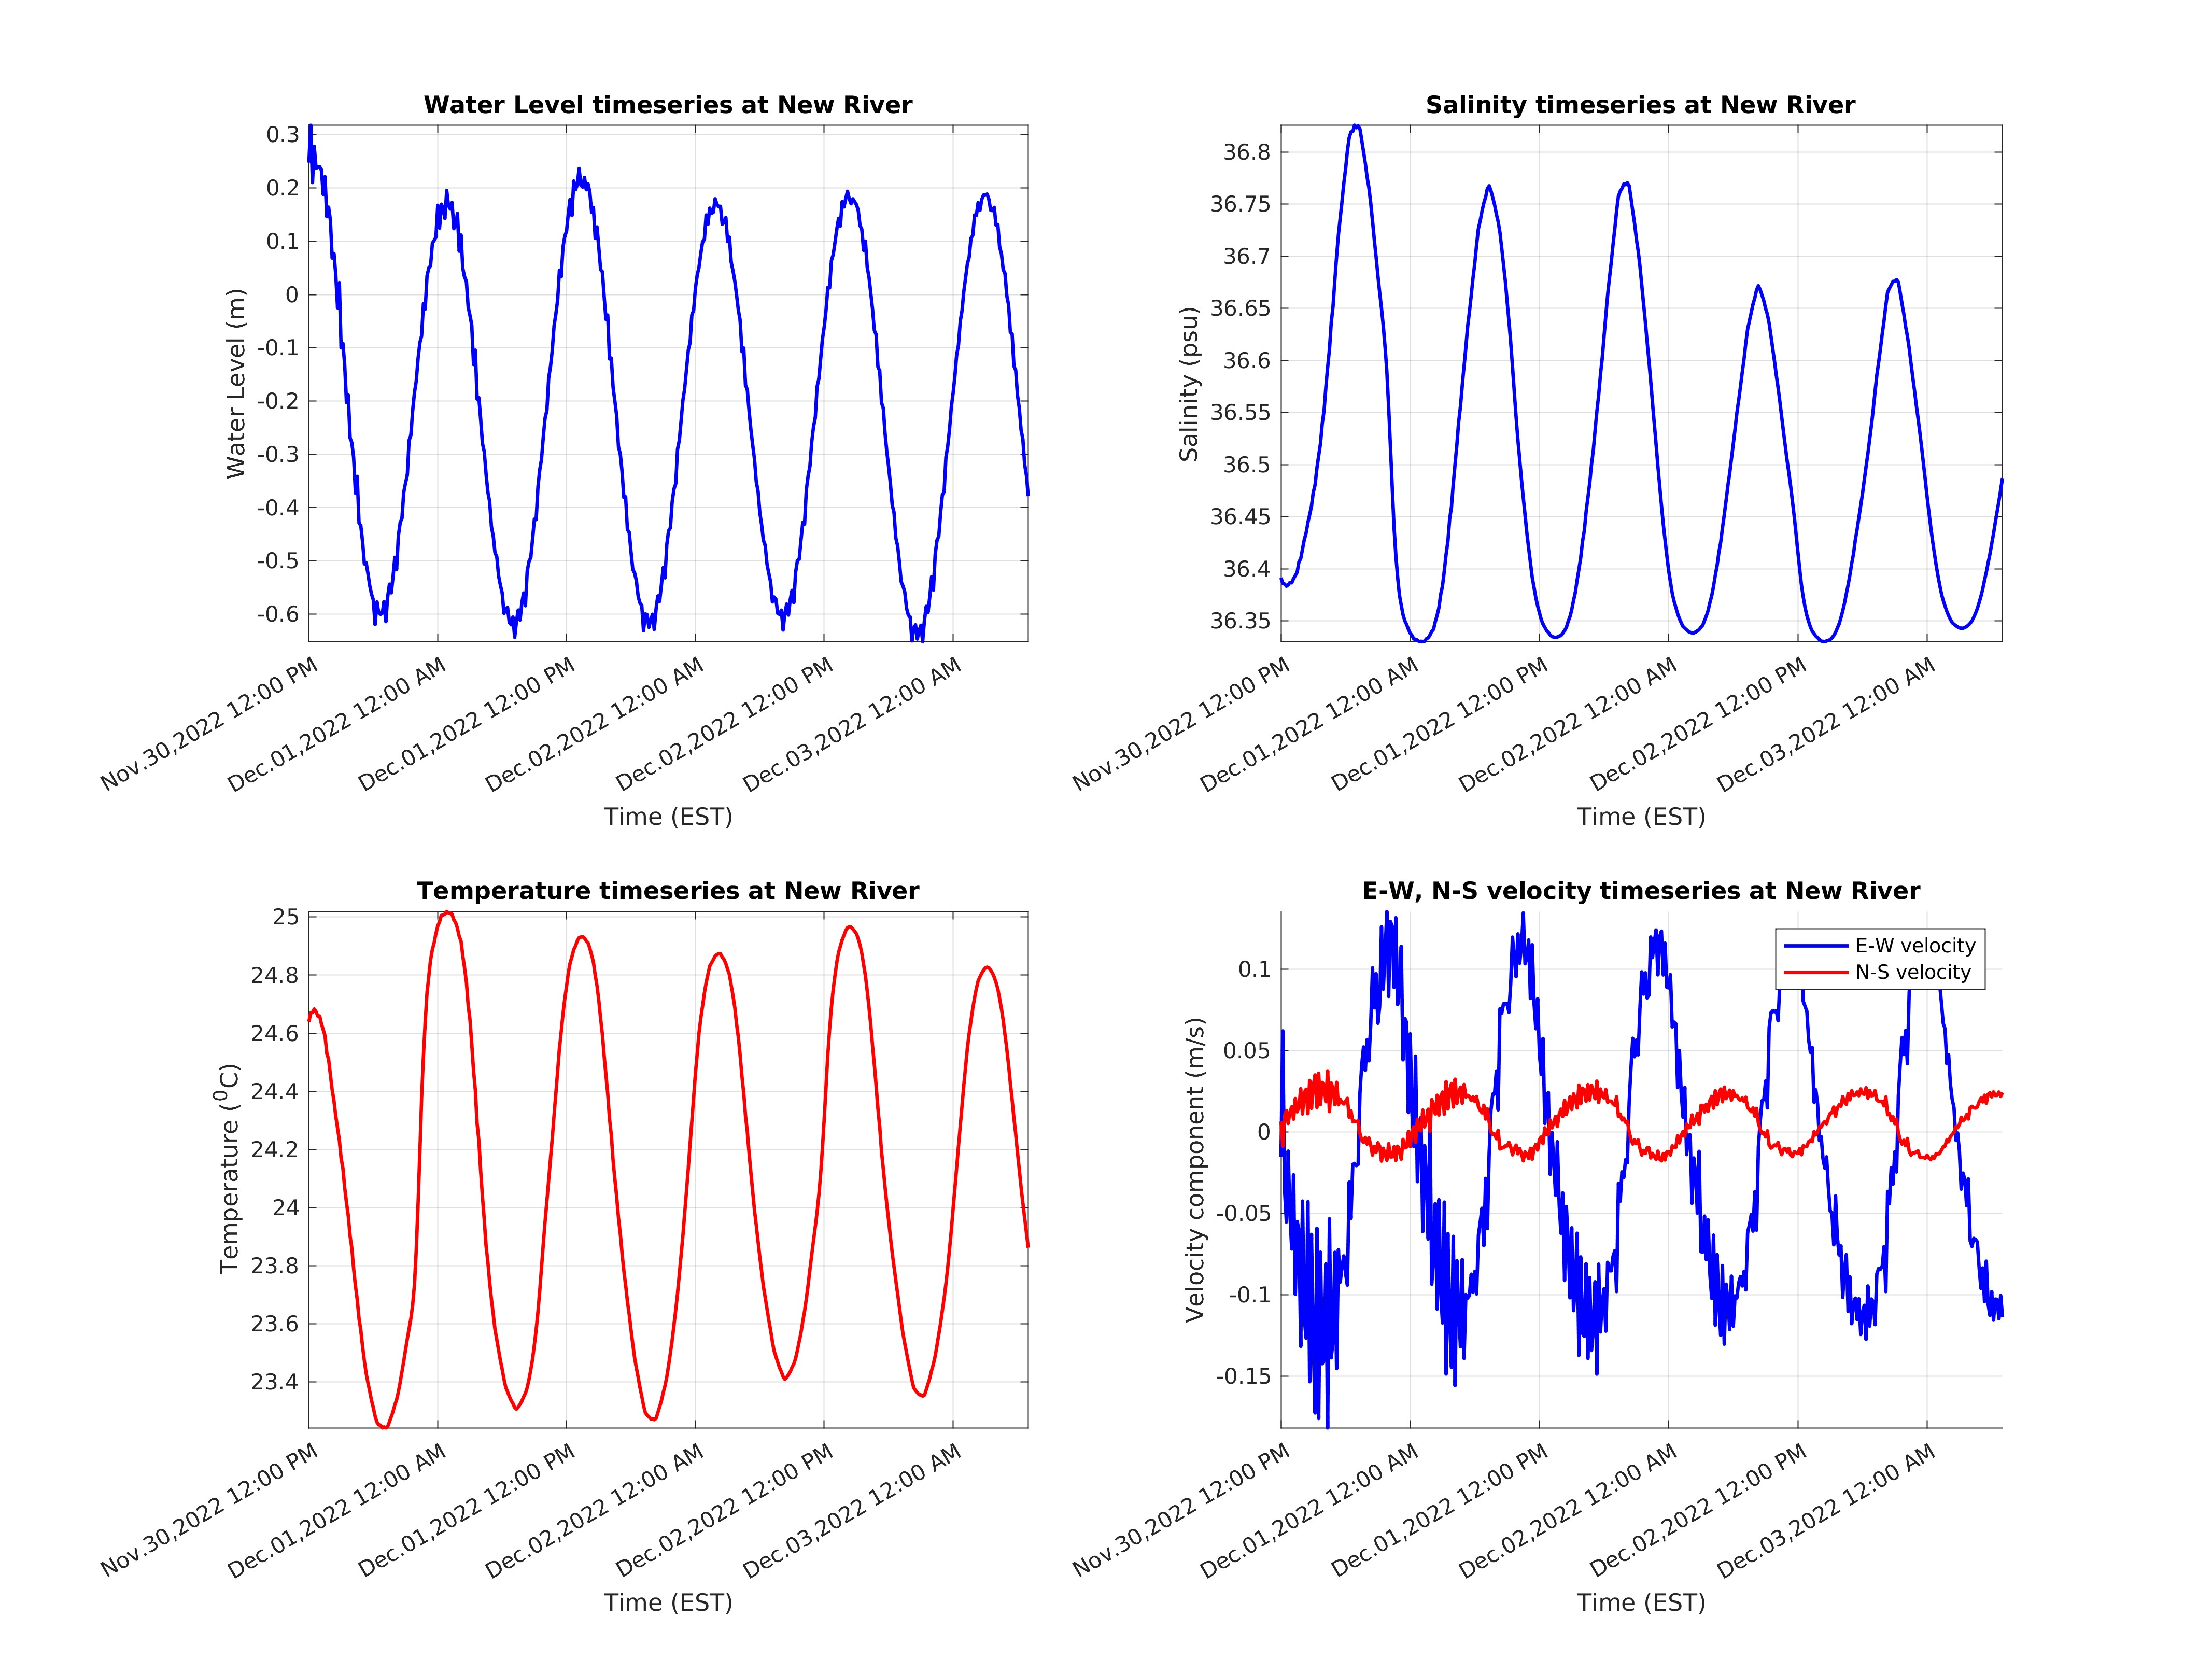 Water Level timeseries at New River
Water Level (m)
0.3
0.2
0.1
0
-0.1
-0.2
-0.3
-0.4
-0.5
-0.6
Nov.30,2022 12:00 PM
Dec.01,2022 12:00 AM
Dec.01,2022 12:00 PM
Dec.02,2022 12:00 AM
Dec.02,2022 12:00 PM
Dec.03,2022 12:00 AM
Time (EST)
Salinity timeseries at New River
Salinity (psu)
36.8
36.75
36.7
36.65
36.6
36.55
36.5
36.45
36.4
36.35
Nov.30,2022 12:00 PM
Dec.01,2022 12:00 AM
Dec.01,2022 12:00 PM
Dec.02,2022 12:00 AM
Dec.02,2022 12:00 PM
Dec.03,2022 12:00 AM
Time (EST)
Temperature timeseries at New River
Temperature (⁰C)
25
24.8
24.6
24.4
24.2
24
23.8
23.6
23.4
Nov.30,2022 12:00 PM
Dec.01,2022 12:00 AM
Dec.01,2022 12:00 PM
Dec.02,2022 12:00 AM
Dec.02,2022 12:00 PM
Dec.03,2022 12:00 AM
Time (EST)
E-W, N-S velocity timeseries at New River
Velocity component (m/s)
0.1
0.05
0
-0.05
-0.1
-0.15
E-W velocity
N-S velocity
Nov.30,2022 12:00 PM
Dec.01,2022 12:00 AM
Dec.01,2022 12:00 PM
Dec.02,2022 12:00 AM
Dec.02,2022 12:00 PM
Dec.03,2022 12:00 AM
Time (EST)